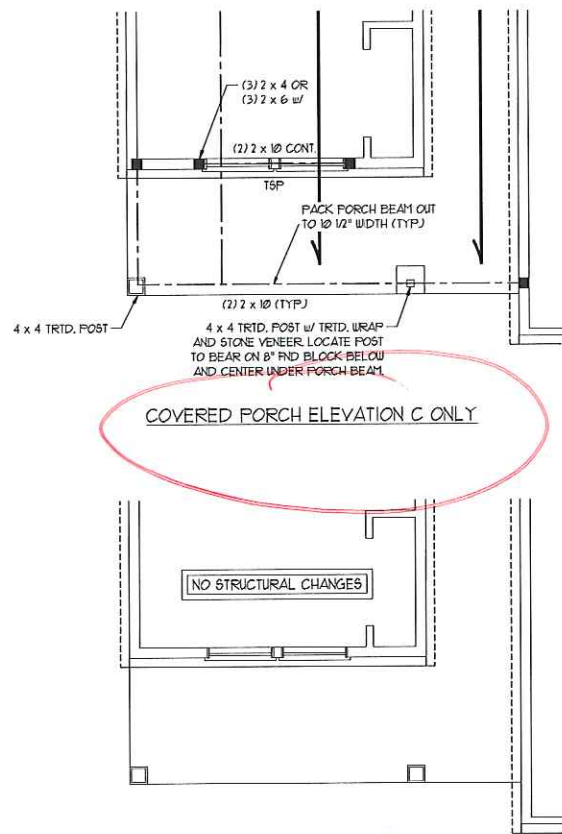 (3) 2 x 4 OR
(3) 2 x 6 w/
(2) 2 x 10 CONT.
TSP
PACK PORCH BEAM OUT
TO 10 1/2" WIDTH (TYP.)
(2) 2 x 10 (TYP.)
4 x 4 TRTD. POST
4 x 4 TRTD. POST w/ TRTD. WRAP
AND STONE VENEER. LOCATE POST
TO BEAR ON 8" FND BLOCK BELOW
AND CENTER UNDER PORCH BEAM.
COVERED PORCH ELEVATION C ONLY
NO STRUCTURAL CHANGES